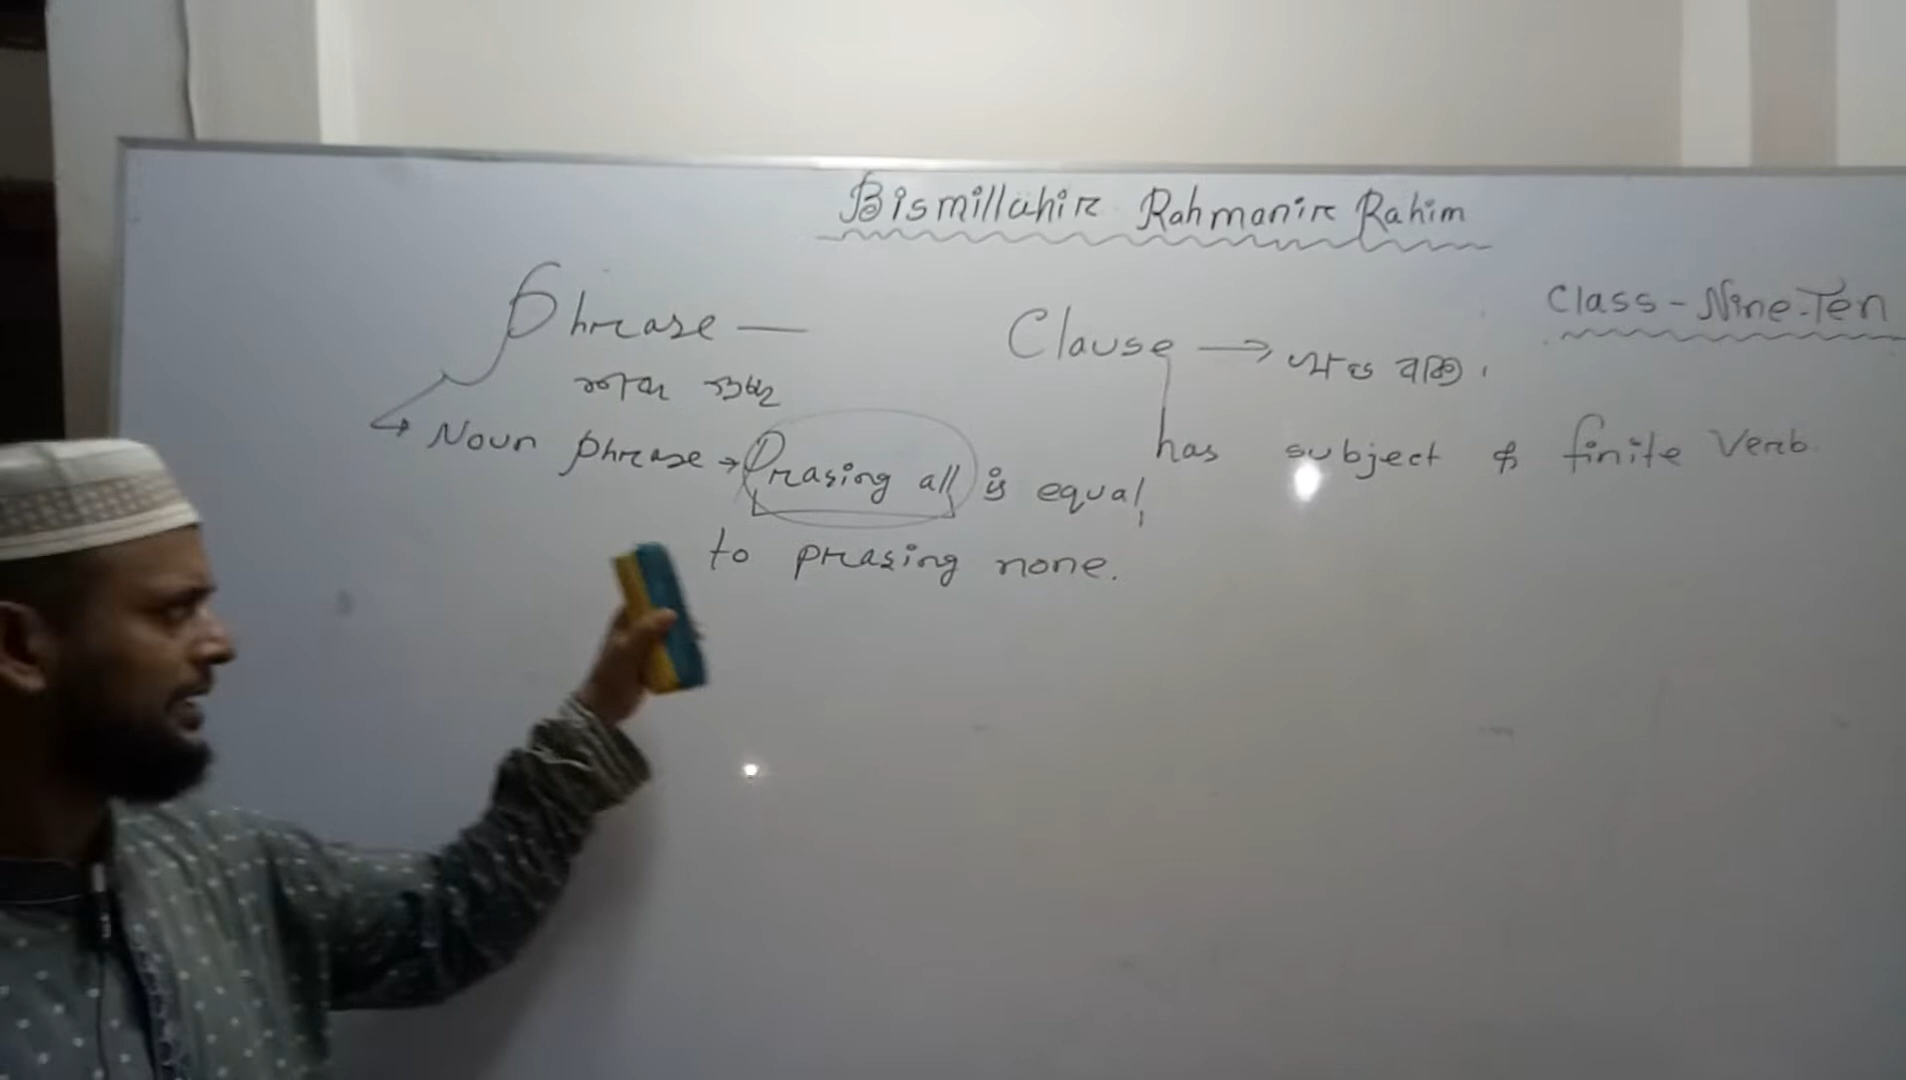 Bismillahir Rahmanir Rahim
Class-Nine-Ten
Phrase —
Clause → খণ্ড বাক্য।
Noun phrase → Prasing all is equal
to prasing none.
has subject & finite Verb.